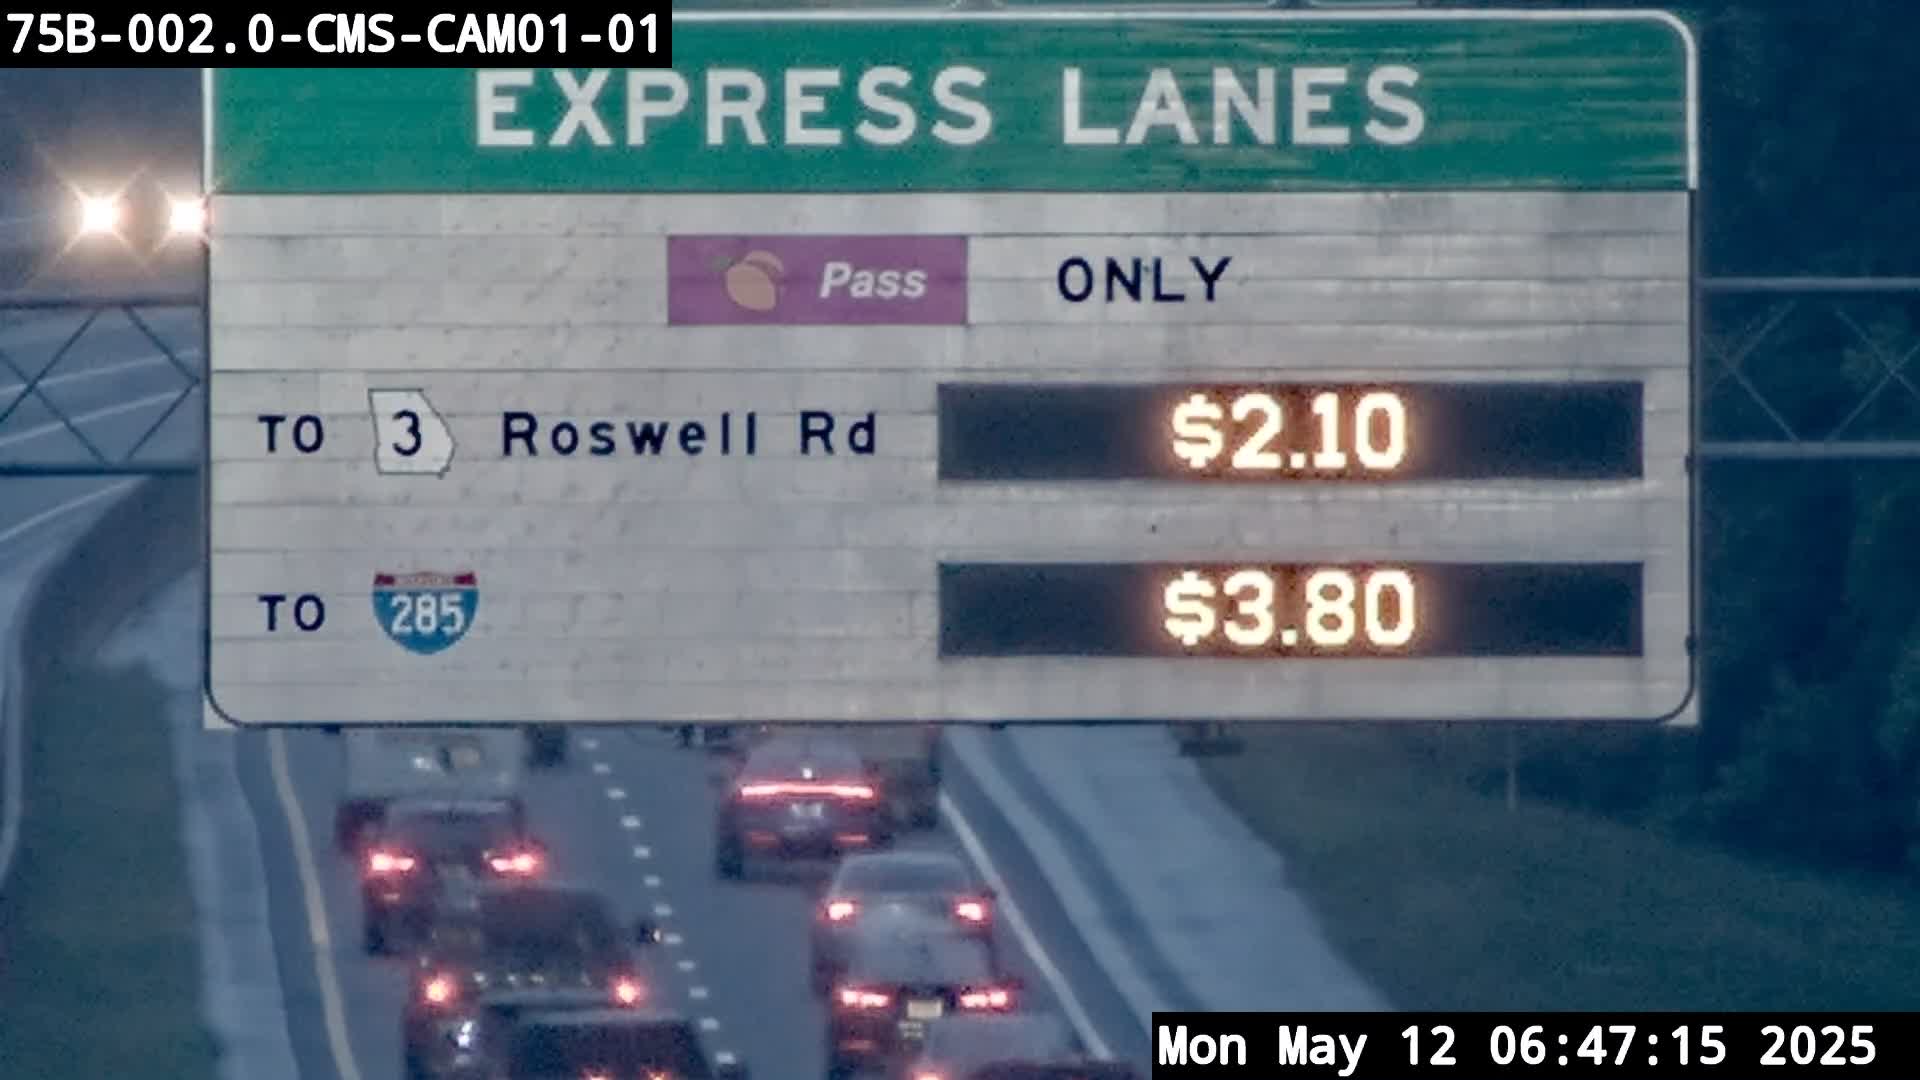 75B-002.0-CMS-CAM01-01
EXPRESS LANES
Pass ONLY
TO 3 Roswell Rd $2.10
TO 285 $3.80
Mon May 12 06:47:15 2025